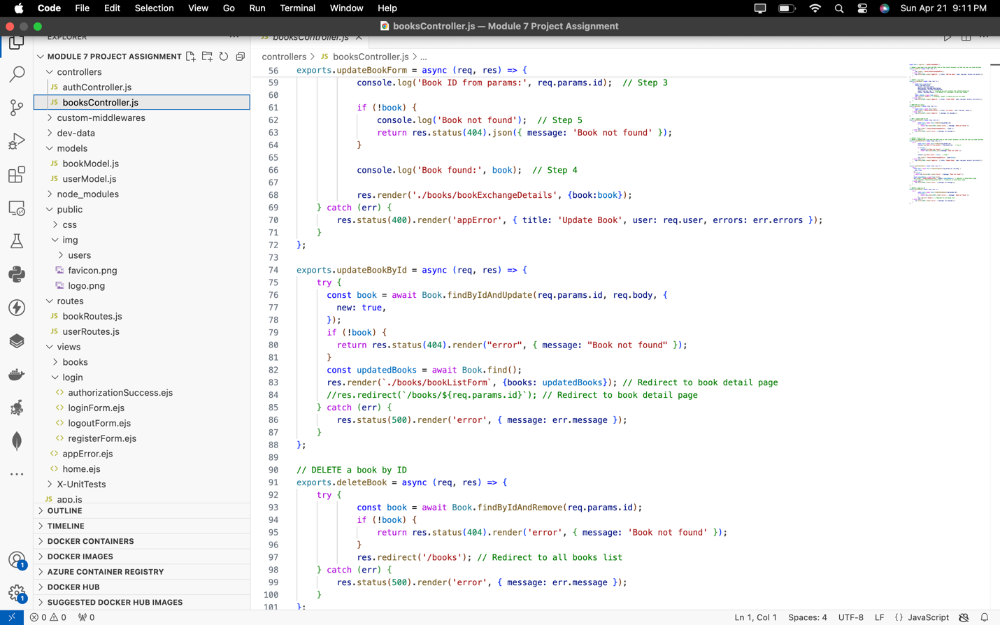 Code File Edit Selection View Go Run Terminal Window Help Sun Apr 21 9:11 PM
booksController.js — Module 7 Project Assignment
EXPLORER
MODULE 7 PROJECT ASSIGNMENT
controllers
JS authController.js
JS booksController.js
custom-middlewares
dev-data
models
JS bookModel.js
JS userModel.js
node_modules
public
css
img
users
favicon.png
logo.png
routes
JS bookRoutes.js
JS userRoutes.js
views
books
login
<> authorizationSuccess.ejs
<> loginForm.ejs
<> logoutForm.ejs
<> registerForm.ejs
<> appError.ejs
<> home.ejs
X-UnitTests
JS app.js
OUTLINE
TIMELINE
DOCKER CONTAINERS
DOCKER IMAGES
AZURE CONTAINER REGISTRY
DOCKER HUB
SUGGESTED DOCKER HUB IMAGES
1
1
JS booksController.js
controllers > JS booksController.js > ...
56 exports.updateBookForm = async (req, res) => {
59 console.log('Book ID from params:', req.params.id); // Step 3
60
61 if (!book) {
62 console.log('Book not found'); // Step 5
63 return res.status(404).json({ message: 'Book not found' });
64 }
65
66 console.log('Book found:', book); // Step 4
67
68 res.render('./books/bookExchangeDetails', {book:book});
69 } catch (err) {
70 res.status(400).render('appError', { title: 'Update Book', user: req.user, errors: err.errors });
71 }
72 };
73
74 exports.updateBookById = async (req, res) => {
75 try {
76 const book = await Book.findByIdAndUpdate(req.params.id, req.body, {
77 new: true,
78 });
79 if (!book) {
80 return res.status(404).render("error", { message: "Book not found" });
81 }
82 const updatedBooks = await Book.find();
83 res.render(`./books/bookListForm`, {books: updatedBooks}); // Redirect to book detail page
84 //res.redirect(`/books/${req.params.id}`); // Redirect to book detail page
85 } catch (err) {
86 res.status(500).render('error', { message: err.message });
87 }
88 };
89
90 // DELETE a book by ID
91 exports.deleteBook = async (req, res) => {
92 try {
93 const book = await Book.findByIdAndRemove(req.params.id);
94 if (!book) {
95 return res.status(404).render('error', { message: 'Book not found' });
96 }
97 res.redirect('/books'); // Redirect to all books list
98 } catch (err) {
99 res.status(500).render('error', { message: err.message });
100 }
101 };
0 0 0 Ln 1, Col 1 Spaces: 4 UTF-8 LF {} JavaScript